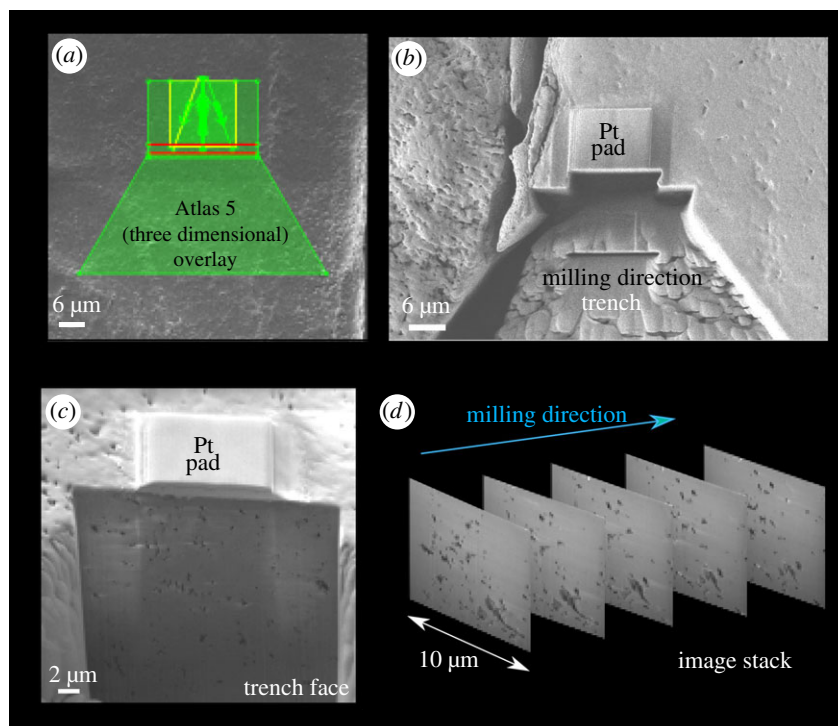 (a)
Atlas 5
(three dimensional)
overlay
6 µm
(b)
Pt
pad
milling direction
trench
6 µm
(c)
Pt
pad
2 µm
trench face
(d)
milling direction
10 µm
image stack